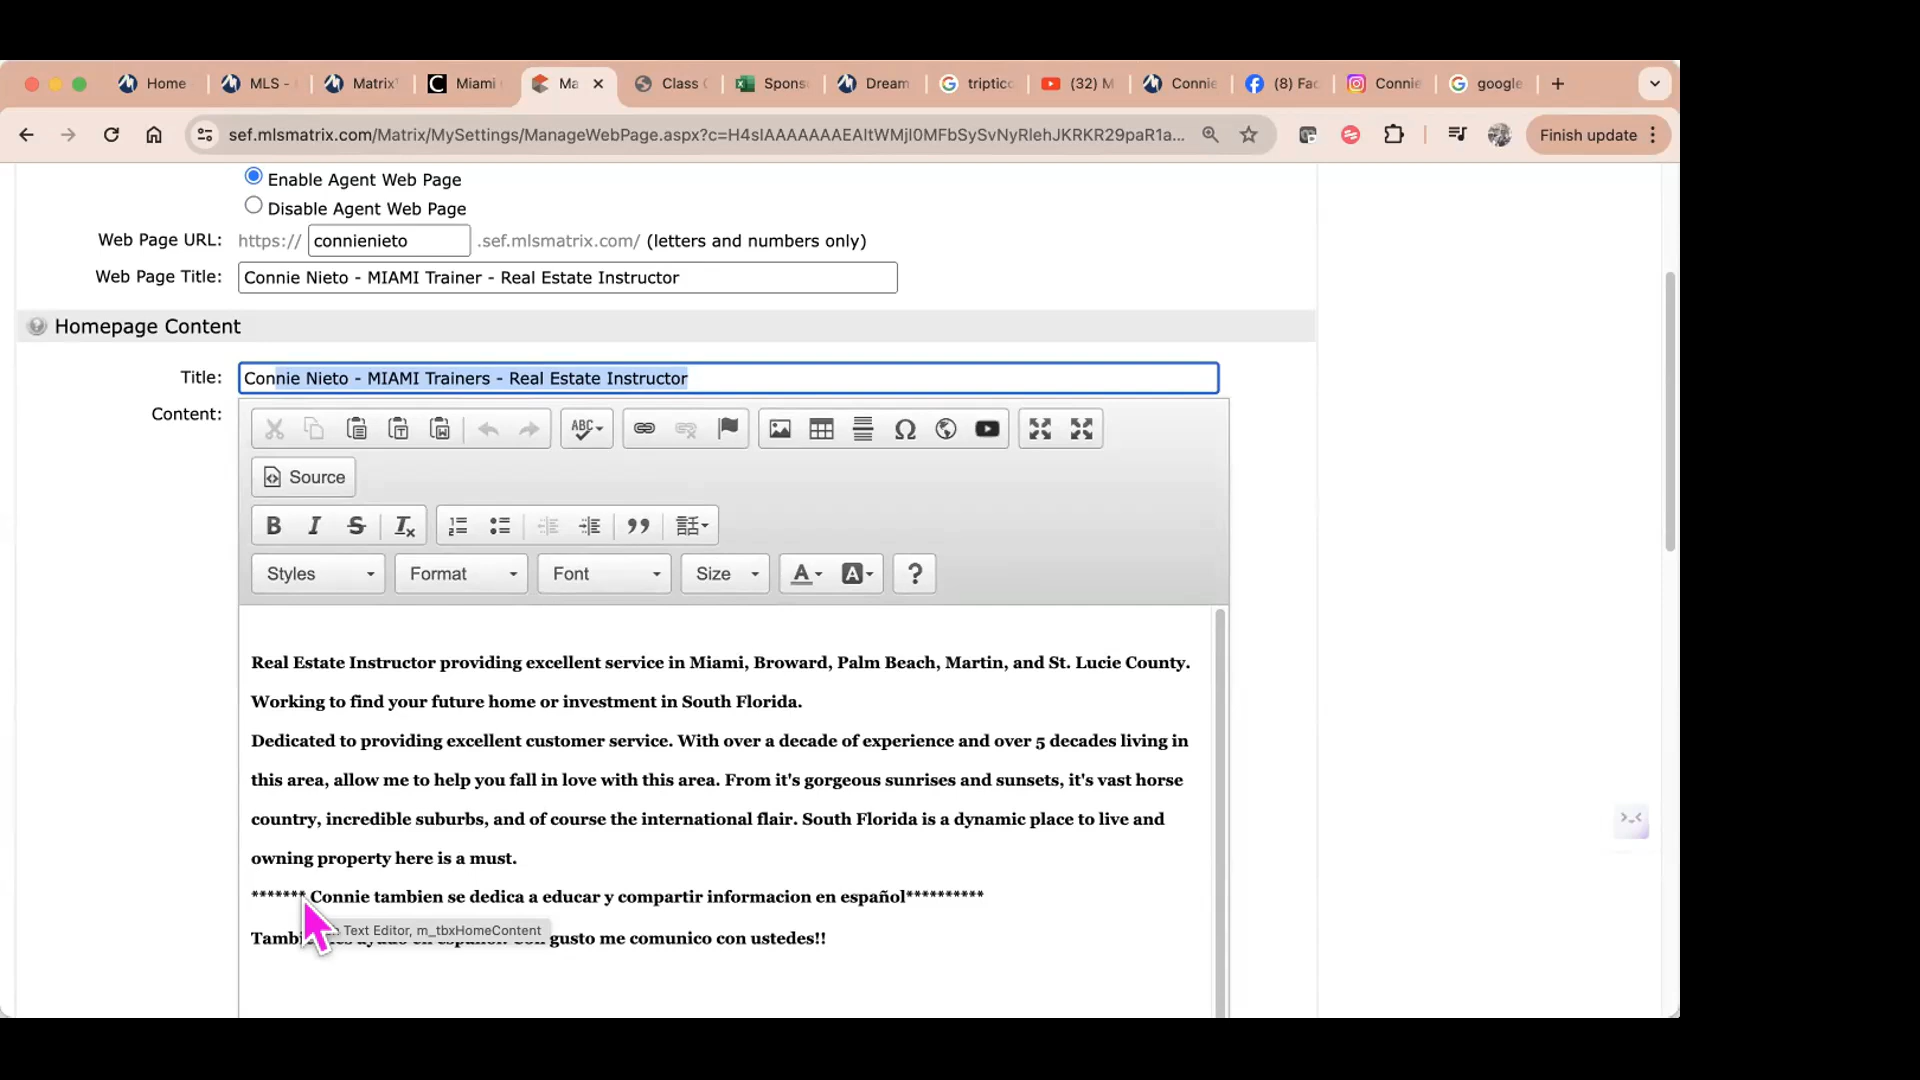 Home
MLS -
Matrix
Miami
Ma
Class
Spons
Dream
triptic
(32) M
Connie
(8) Fac
Connie
google
sef.mlsmatrix.com/Matrix/MySettings/ManageWebPage.aspx?c=H4sIAAAAAAAEAItWMjI0MFbSySvNyRlehJKRKR29paR1a...
Finish update
Enable Agent Web Page
Disable Agent Web Page
Web Page URL: https:// connienieto .sef.mlsmatrix.com/ (letters and numbers only)
Web Page Title: Connie Nieto - MIAMI Trainer - Real Estate Instructor
Homepage Content
Title: Connie Nieto - MIAMI Trainers - Real Estate Instructor
Content:
ABC
Source
B I S Tx
Styles Format Font Size A A ?
Real Estate Instructor providing excellent service in Miami, Broward, Palm Beach, Martin, and St. Lucie County.
Working to find your future home or investment in South Florida.
Dedicated to providing excellent customer service. With over a decade of experience and over 5 decades living in
this area, allow me to help you fall in love with this area. From it's gorgeous sunrises and sunsets, it's vast horse
country, incredible suburbs, and of course the international flair. South Florida is a dynamic place to live and
owning property here is a must.
******* Connie tambien se dedica a educar y compartir informacion en español**********
Text Editor, m_tbxHomeContent
gusto me comunico con ustedes!!